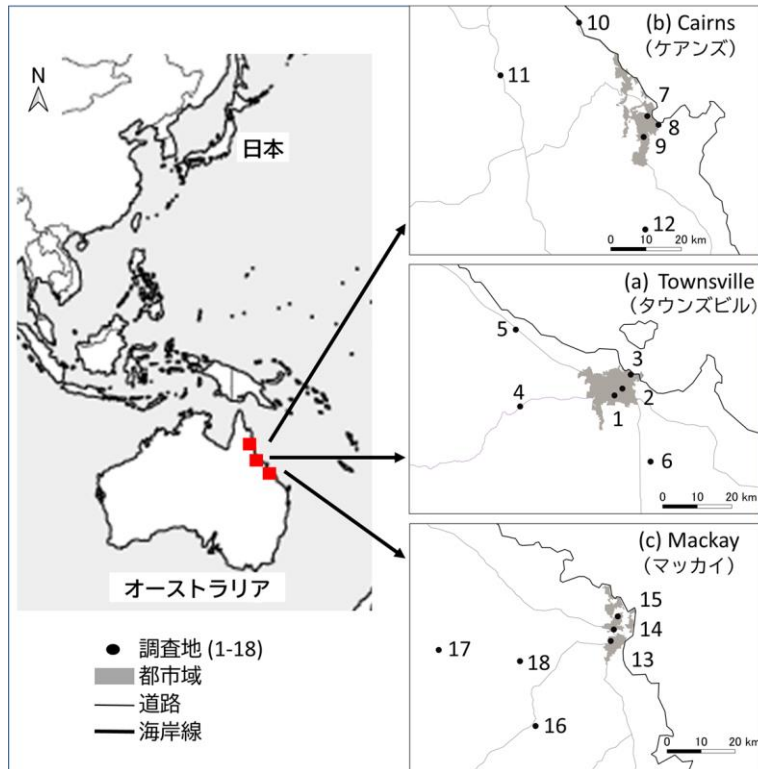 N
日本
オーストラリア
調査地 (1-18)
都市域
道路
海岸線
(b) Cairns
(ケアンズ)
10
11
7
8
9
12
0 10 20 km
(a) Townsville
(タウンズビル)
5
3
4
2
1
6
0 10 20 km
(c) Mackay
(マッカイ)
15
14
17
18
13
16
0 10 20 km